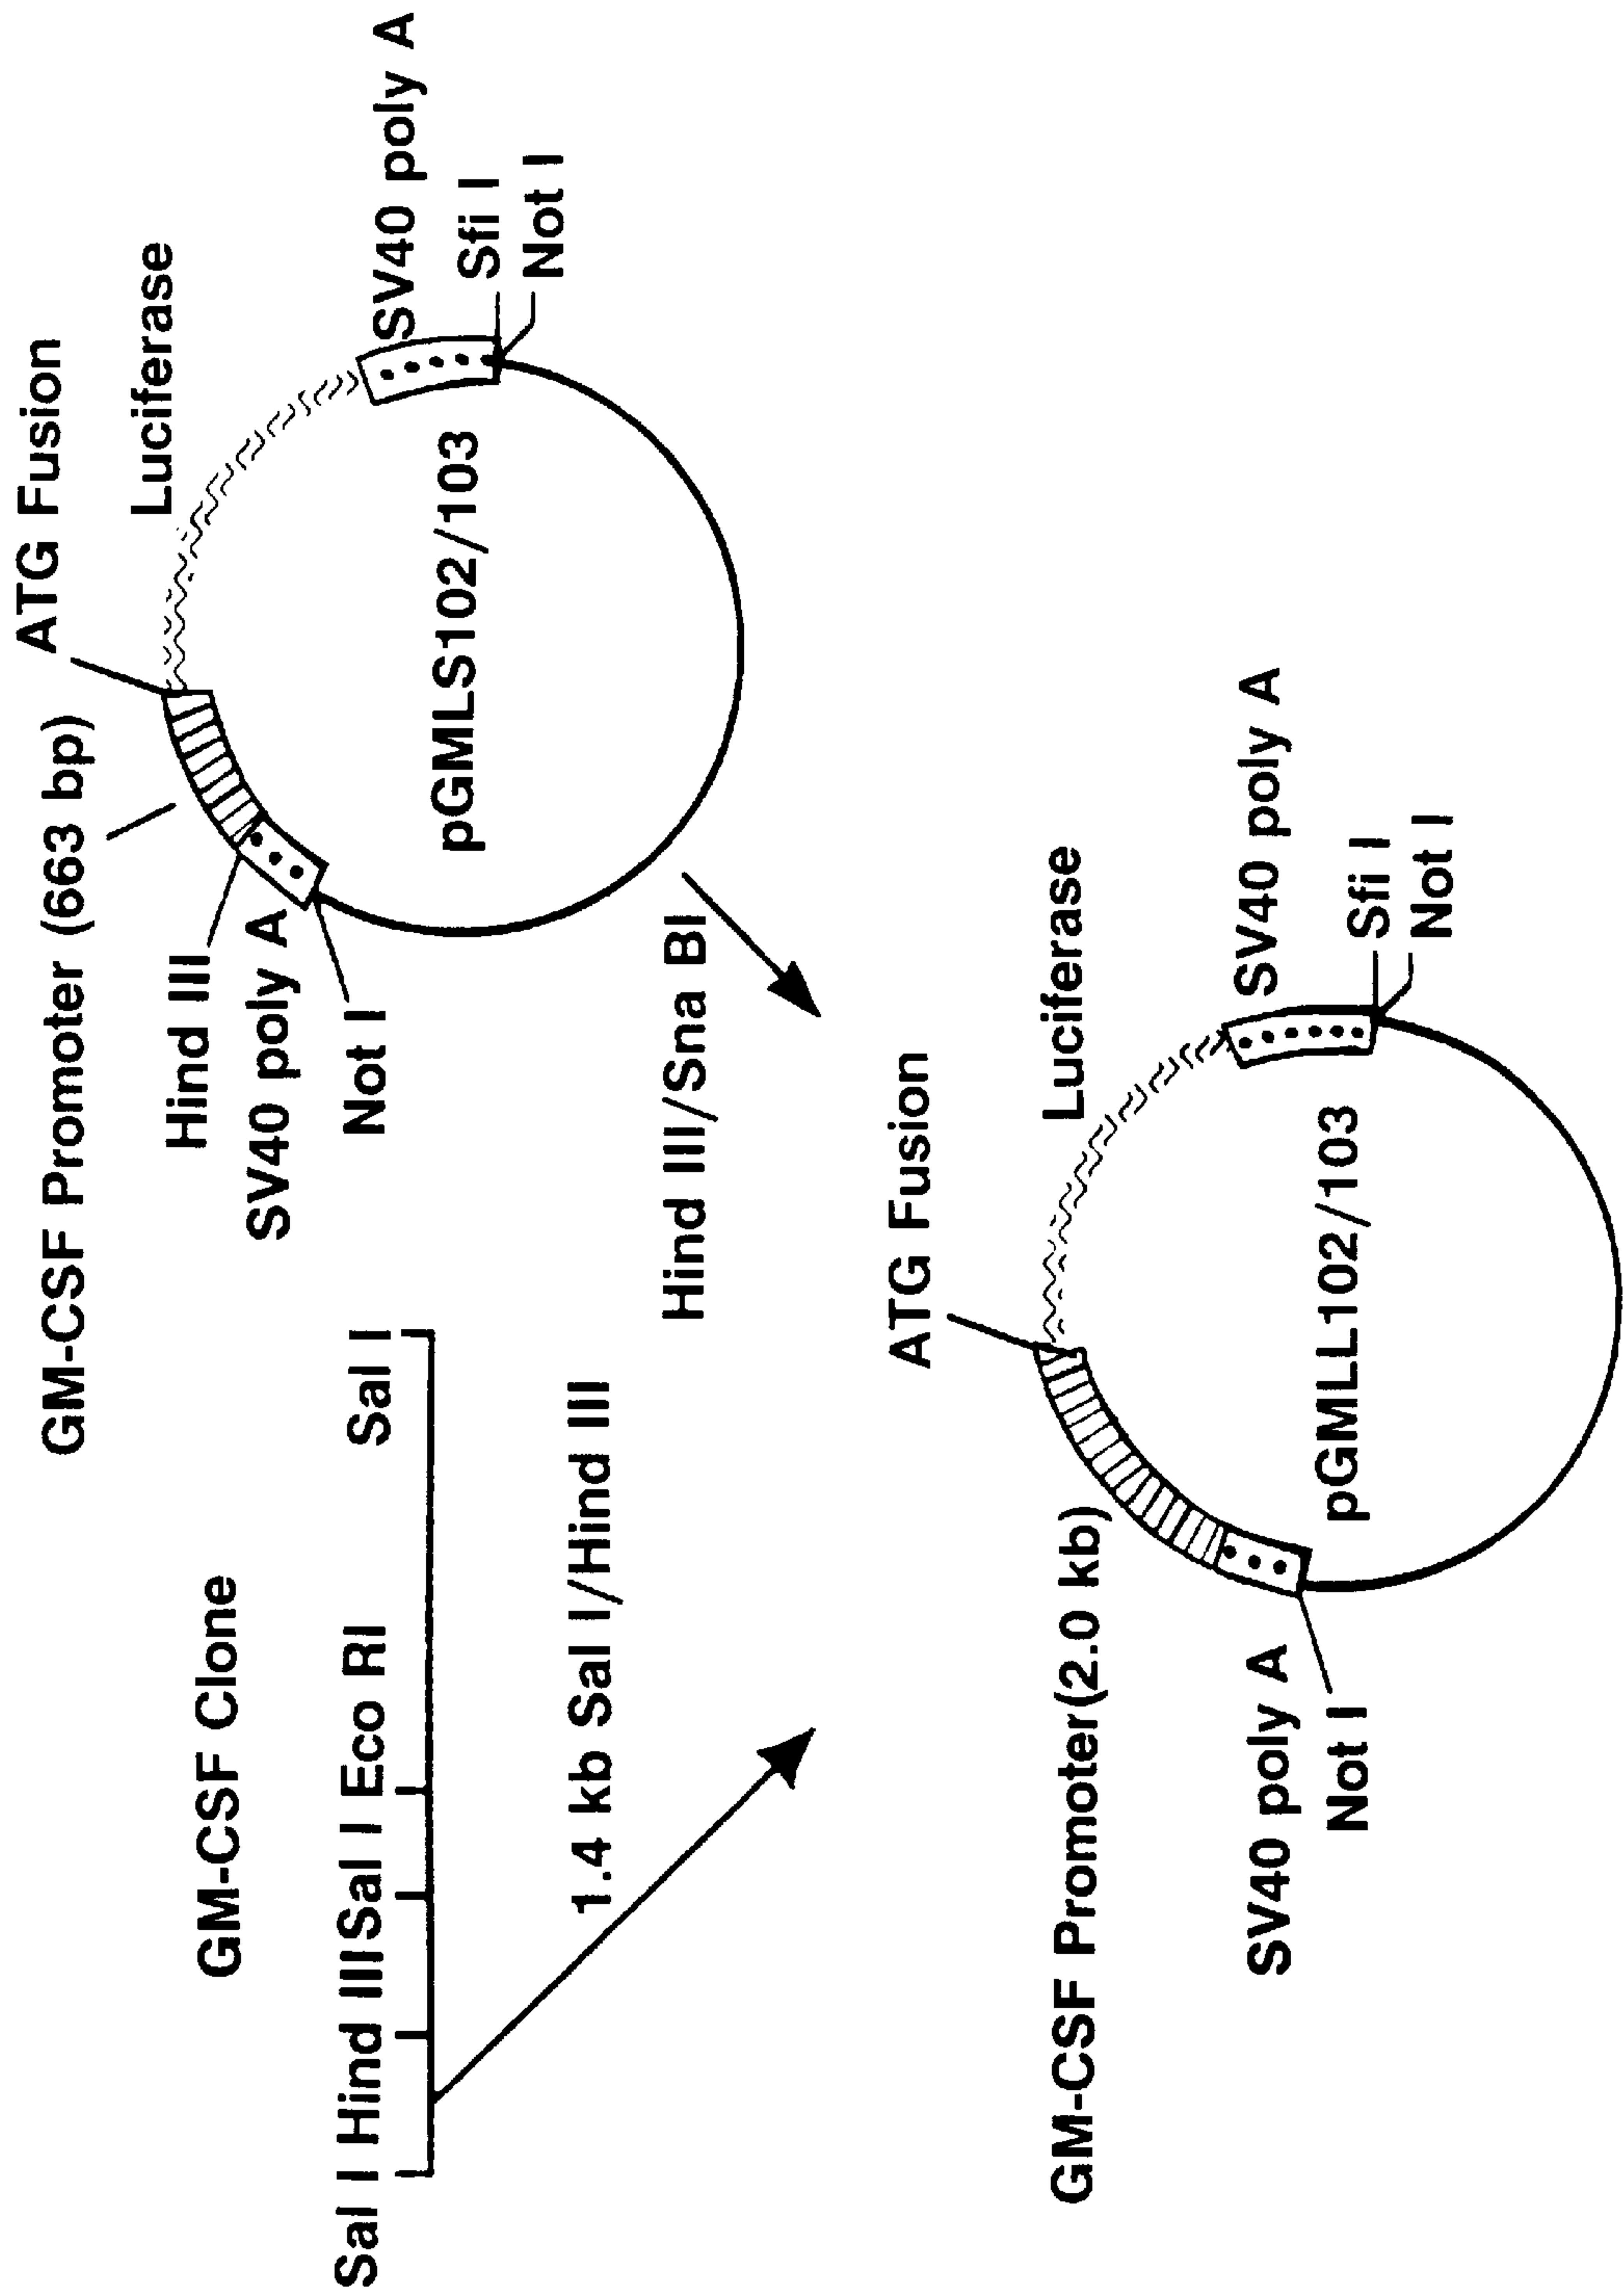 GM-CSF Clone
Sal I Hind III Sal I Eco RI Sal I
1.4 kb Sal I/Hind III
GM-CSF Promoter (663 bp)
ATG Fusion
Luciferase
Hind III
SV40 poly A
Not I
pGMLS102/103
SV40 poly A
Sfi I
Not I
Hind III/Sna BI
ATG Fusion
GM-CSF Promoter(2.0 kb)
Luciferase
SV40 poly A
Not I
pGMLL102/103
SV40 poly A
Sfi I
Not I